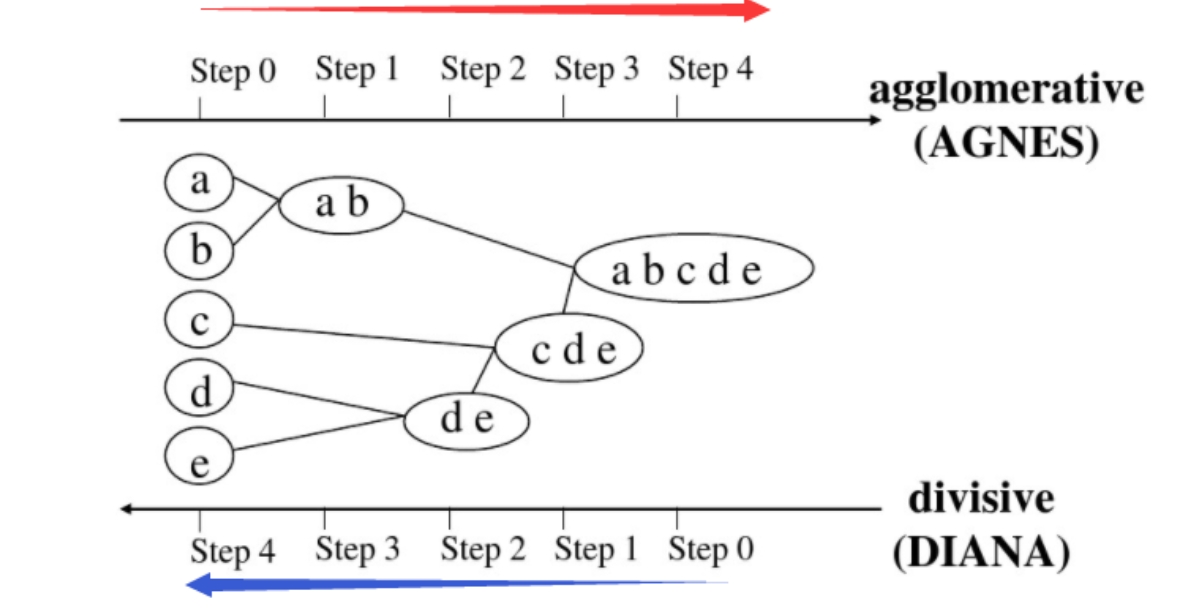 Step 0 Step 1 Step 2 Step 3 Step 4
agglomerative
(AGNES)
a
a b
b
a b c d e
c
c d e
d
d e
e
divisive
(DIANA)
Step 4 Step 3 Step 2 Step 1 Step 0